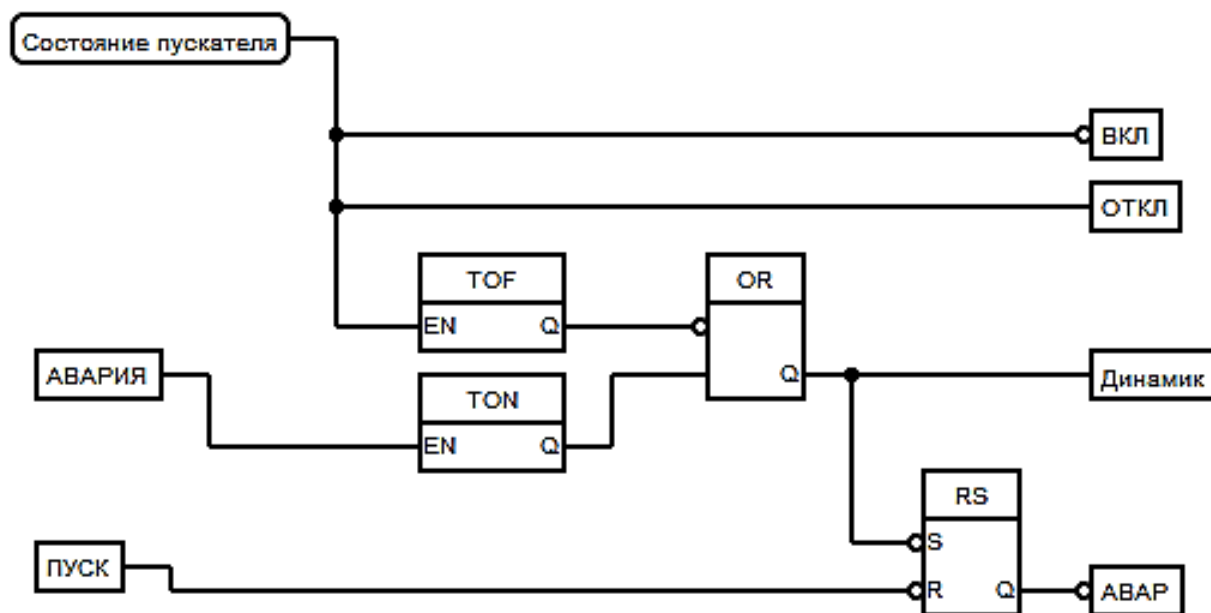 Состояние пускателя
ВКЛ
ОТКЛ
TOF
OR
EN Q
АВАРИЯ
Q
Динамик
TON
EN Q
RS
S
ПУСК
R Q
АВАР